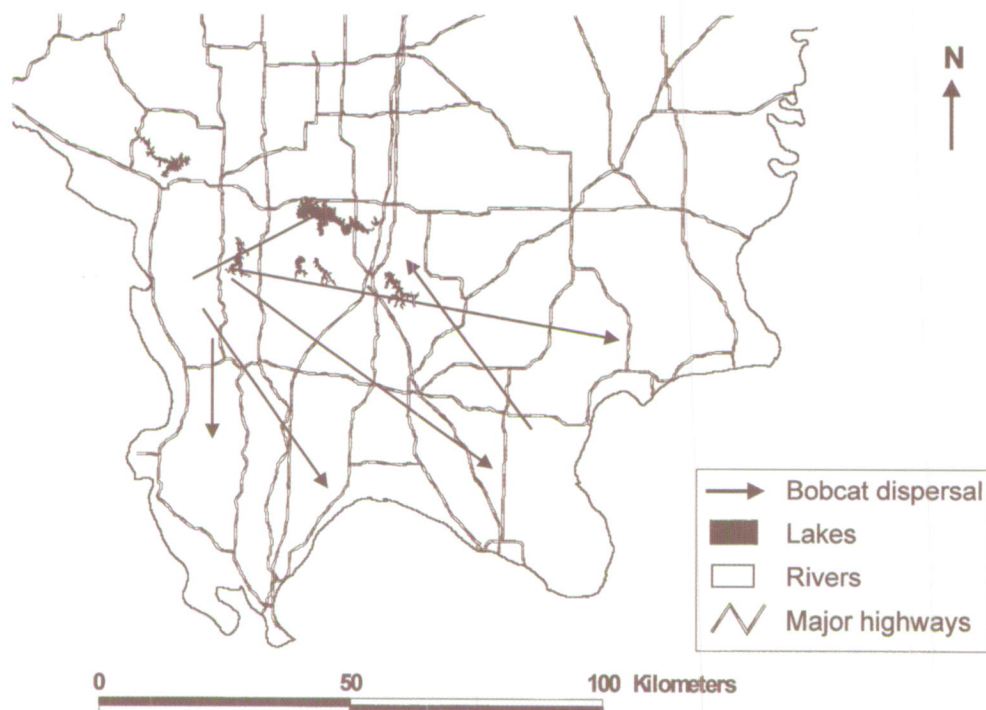 N
Bobcat dispersal
Lakes
Rivers
Major highways
0 50 100 Kilometers